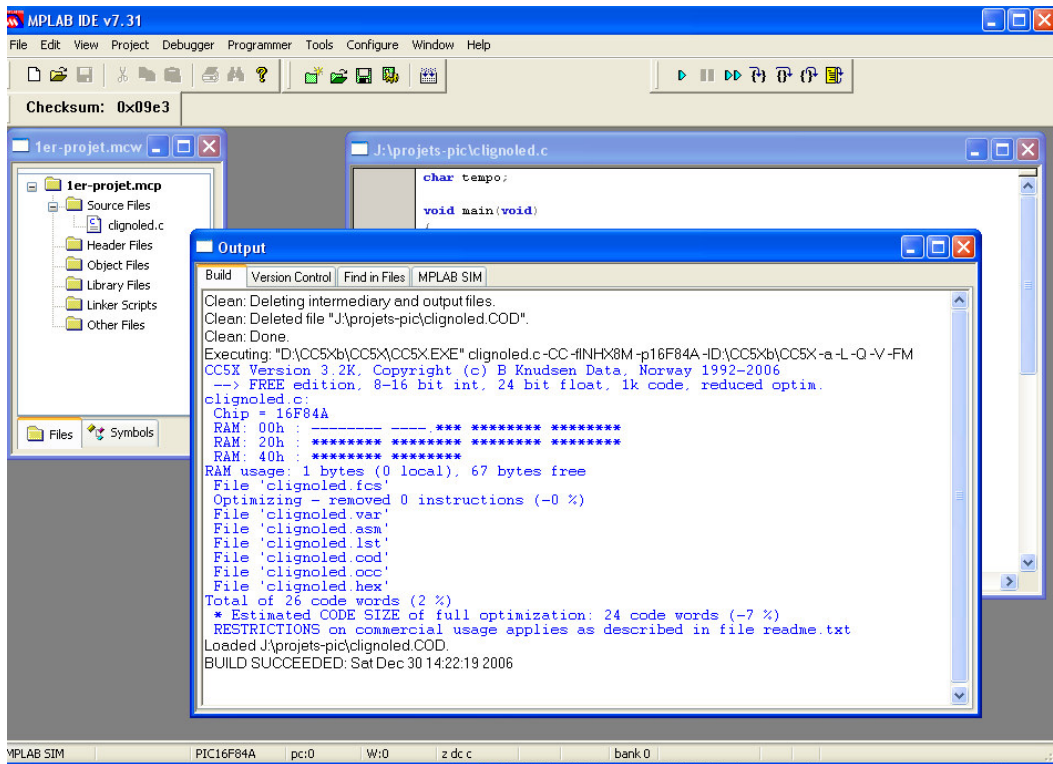 MPLAB IDE v7.31
File Edit View Project Debugger Programmer Tools Configure Window Help
Checksum: 0x09e3
1er-projet.mcw
1er-projet.mcp
Source Files
clignoled.c
Header Files
Object Files
Library Files
Linker Scripts
Other Files
Files Symbols
J:\projets-pic\clignoled.c
char tempo;
void main(void)
Output
Build Version Control Find in Files MPLAB SIM
Clean: Deleting intermediary and output files.
Clean: Deleted file "J:\projets-pic\clignoled.COD".
Clean: Done.
Executing: "D:\CC5Xb\CC5X\CC5X.EXE" clignoled.c -CC -fINHX8M -p16F84A -ID:\CC5Xb\CC5X -a -L -Q -V -FM
CC5X Version 3.2K, Copyright (c) B Knudsen Data, Norway 1992-2006
--> FREE edition, 8-16 bit int, 24 bit float, 1k code, reduced optim.
clignoled.c:
Chip = 16F84A
RAM: 00h : -------- ----.*** ******** ********
RAM: 20h : ******** ******** ******** ********
RAM: 40h : ******** ********
RAM usage: 1 bytes (0 local), 67 bytes free
File 'clignoled.fcs'
Optimizing - removed 0 instructions (-0 %)
File 'clignoled.var'
File 'clignoled.asm'
File 'clignoled.lst'
File 'clignoled.cod'
File 'clignoled.occ'
File 'clignoled.hex'
Total of 26 code words (2 %)
* Estimated CODE SIZE of full optimization: 24 code words (-7 %)
RESTRICTIONS on commercial usage applies as described in file readme.txt
Loaded J:\projets-pic\clignoled.COD.
BUILD SUCCEEDED: Sat Dec 30 14:22:19 2006
MPLAB SIM PIC16F84A pc:0 W:0 z dc c bank 0